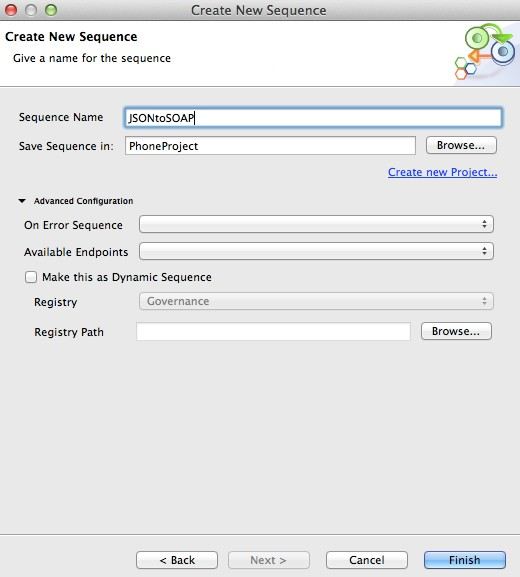 Create New Sequence
Create New Sequence
Give a name for the sequence
Sequence Name JSONtoSOAP
Save Sequence in: PhoneProject Browse...
Create new Project...
Advanced Configuration
On Error Sequence
Available Endpoints
Make this as Dynamic Sequence
Registry Governance
Registry Path Browse...
< Back Next > Cancel Finish